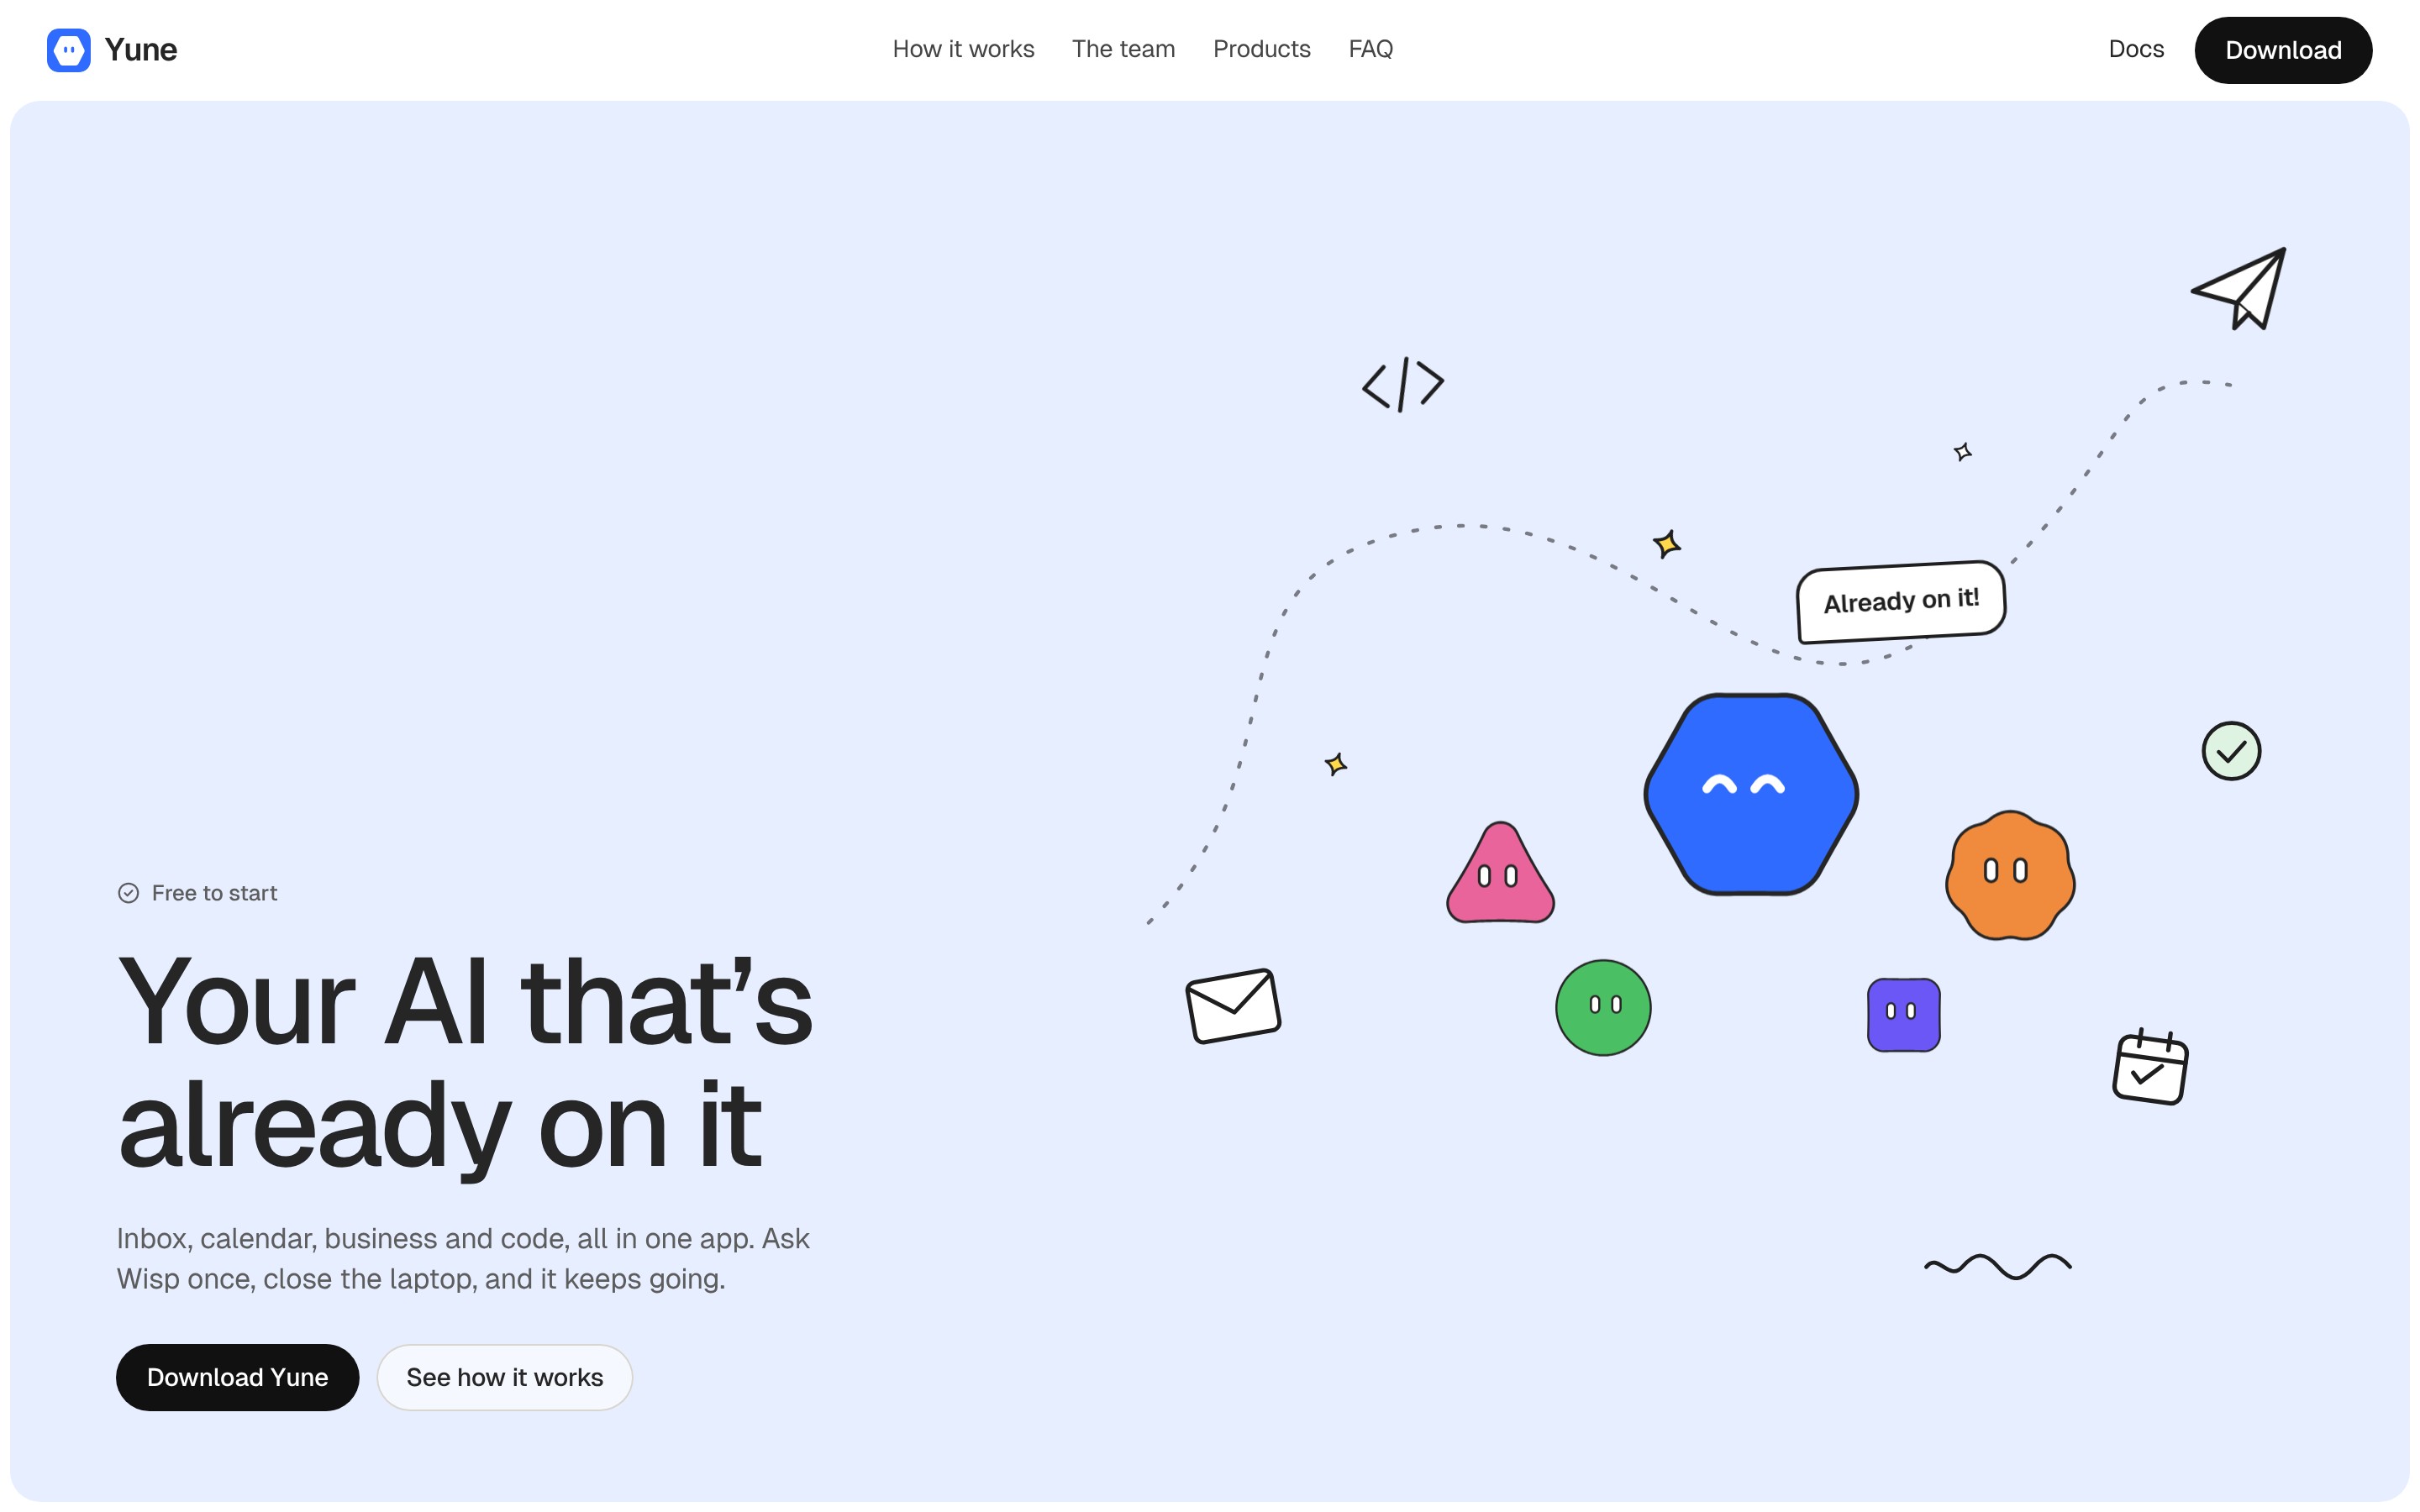 Yune
How it works
The team
Products
FAQ
Docs
Download
Already on it!
Free to start
Your AI that’s
already on it
Inbox, calendar, business and code, all in one app. Ask
Wisp once, close the laptop, and it keeps going.
Download Yune
See how it works